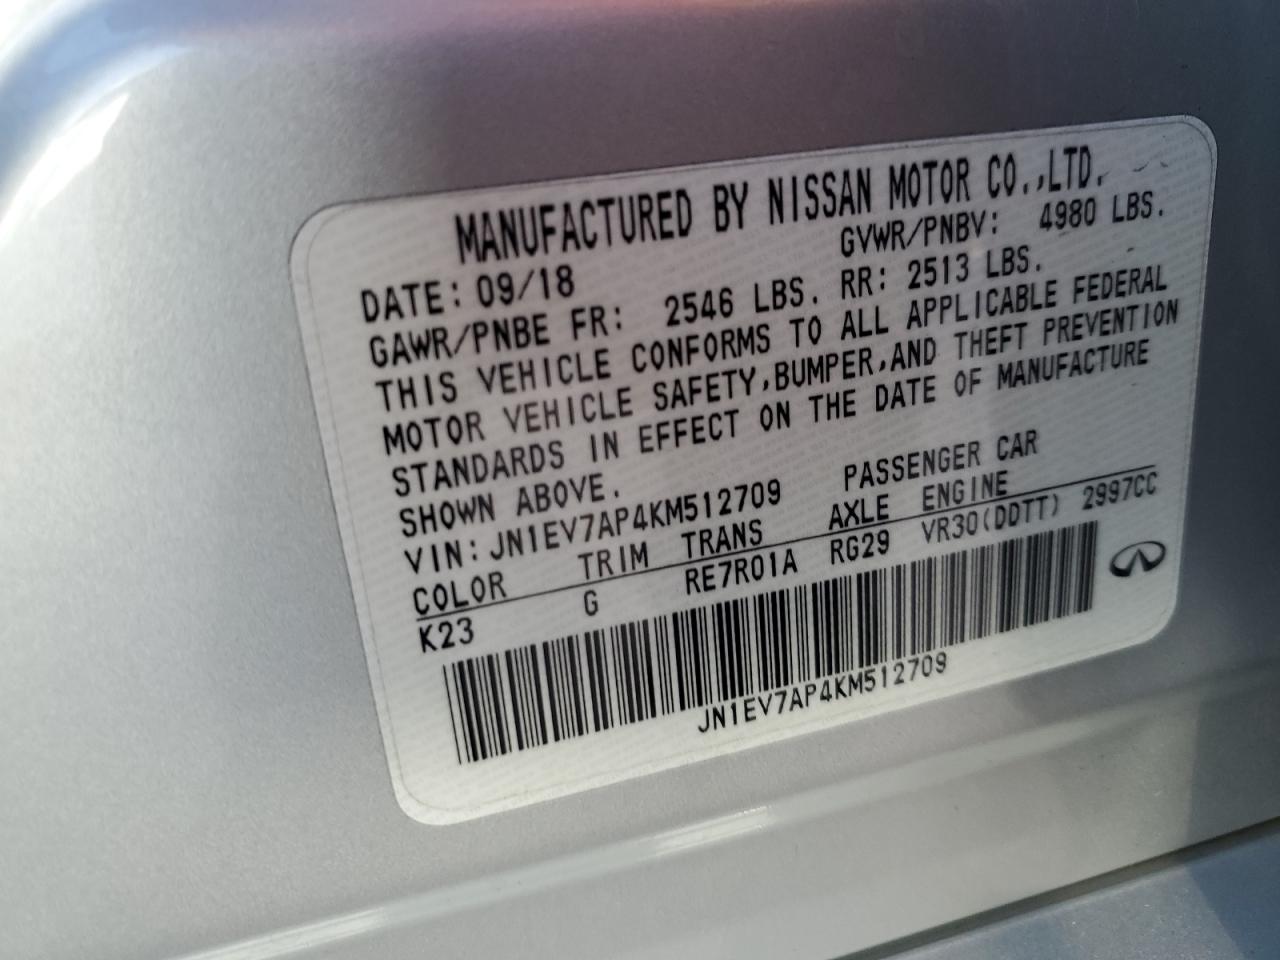 MANUFACTURED BY NISSAN MOTOR CO.,LTD.
DATE: 09/18 GVWR/PNBV: 4980 LBS.
GAWR/PNBE FR: 2546 LBS. RR: 2513 LBS.
THIS VEHICLE CONFORMS TO ALL APPLICABLE FEDERAL
MOTOR VEHICLE SAFETY,BUMPER,AND THEFT PREVENTION
STANDARDS IN EFFECT ON THE DATE OF MANUFACTURE
SHOWN ABOVE.
VIN: JN1EV7AP4KM512709 PASSENGER CAR
COLOR TRIM TRANS AXLE ENGINE
K23 G RE7R01A RG29 VR30(DDTT) 2997CC
JN1EV7AP4KM512709